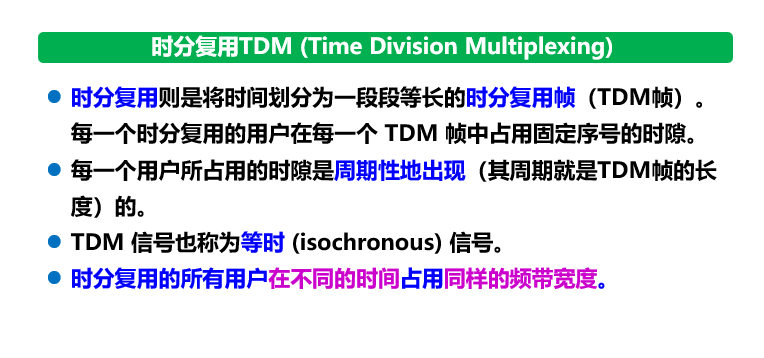 时分复用TDM (Time Division Multiplexing)
● 时分复用则是将时间划分为一段段等长的时分复用帧（TDM帧）。
每一个时分复用的用户在每一个 TDM 帧中占用固定序号的时隙。
● 每一个用户所占用的时隙是周期性地出现（其周期就是TDM帧的长
度）的。
● TDM 信号也称为等时 (isochronous) 信号。
● 时分复用的所有用户在不同的时间占用同样的频带宽度。